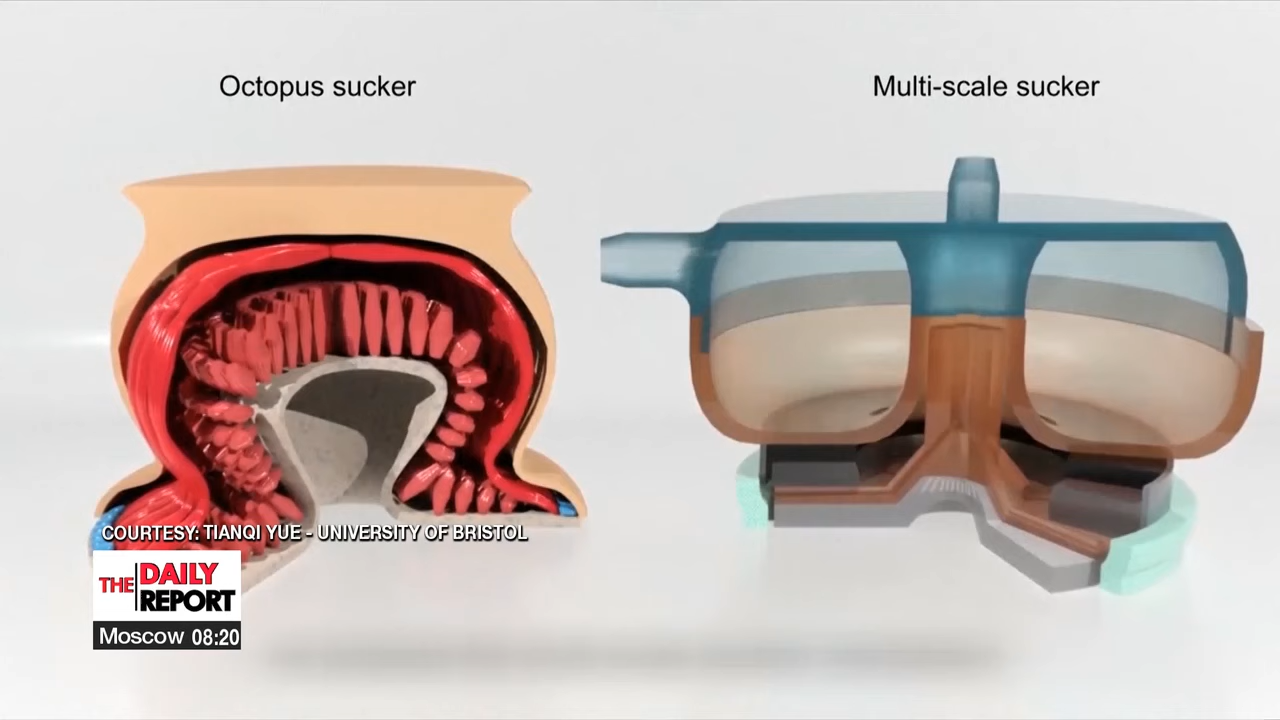 Octopus sucker
Multi-scale sucker
COURTESY: TIANQI YUE - UNIVERSITY OF BRISTOL
THE DAILY REPORT
Moscow 08:20